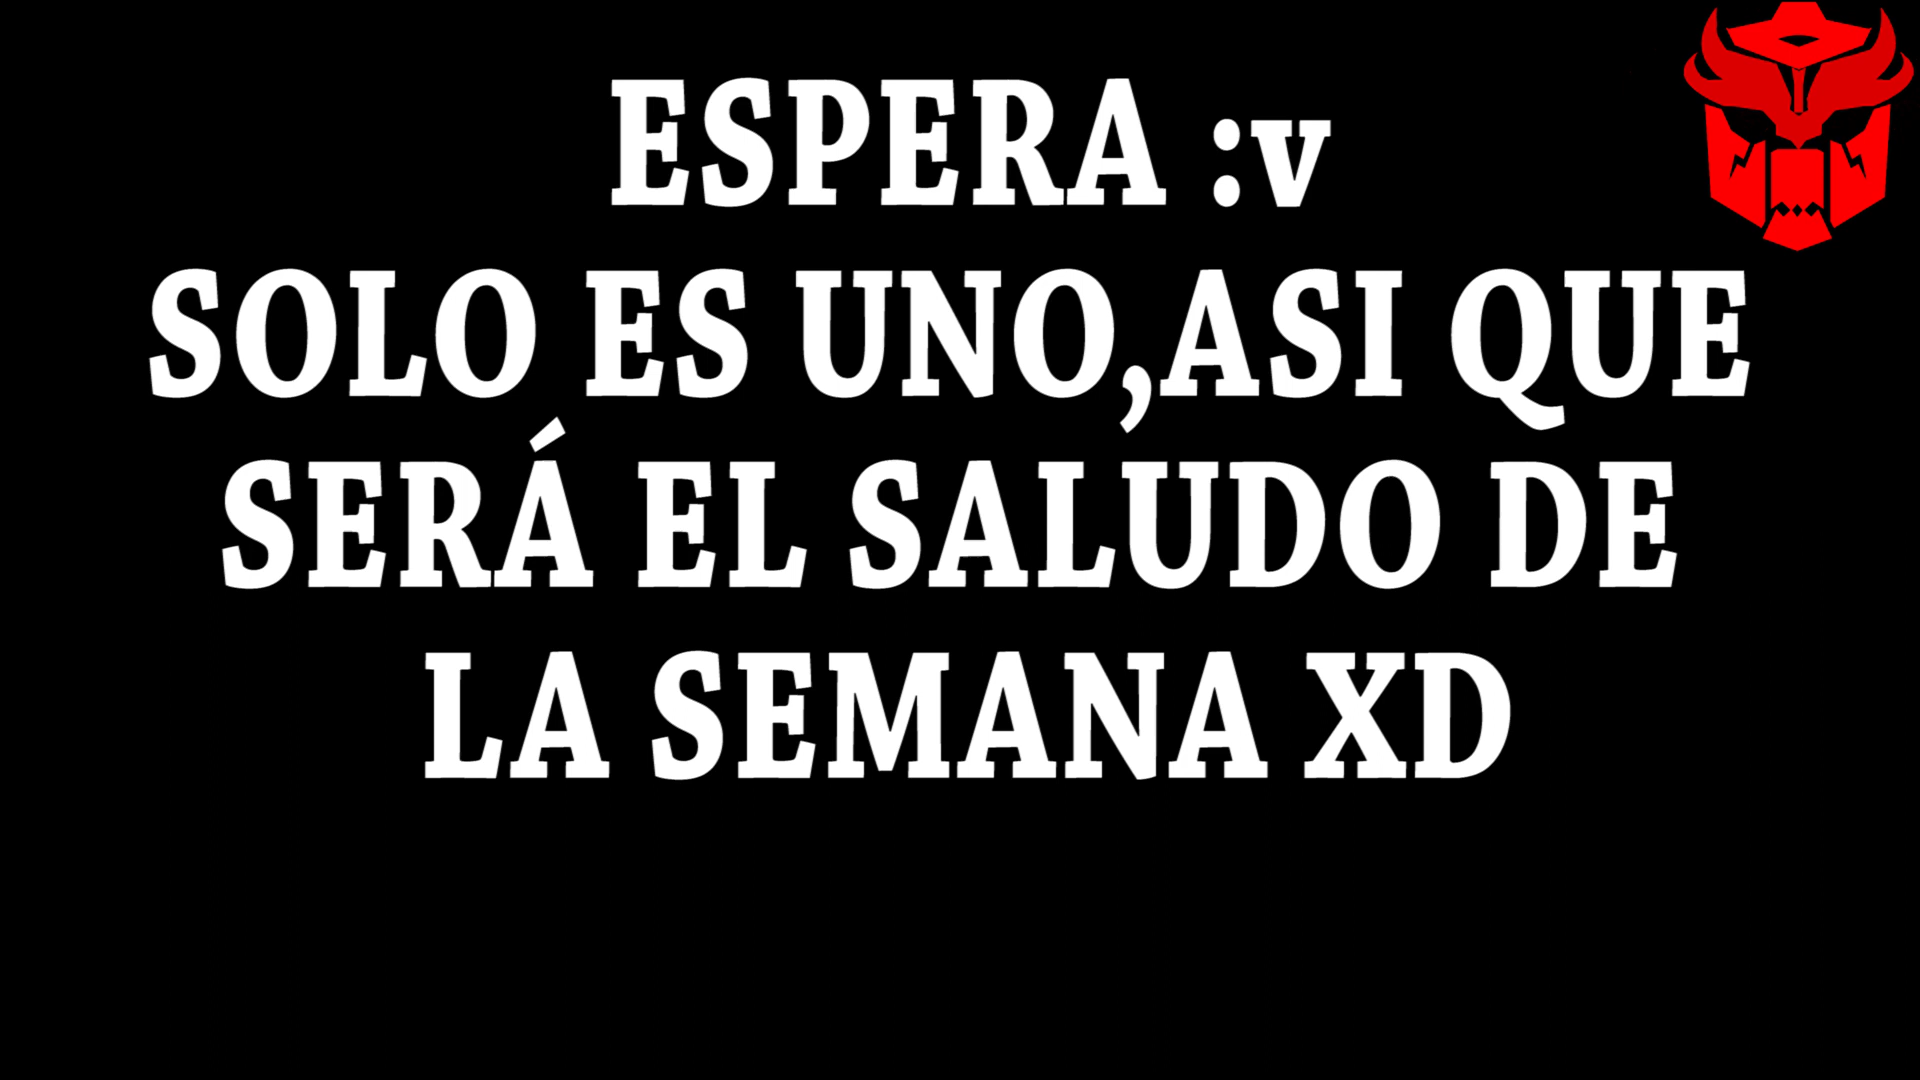 ESPERA :v
SOLO ES UNO,ASI QUE
SERÁ EL SALUDO DE
LA SEMANA XD